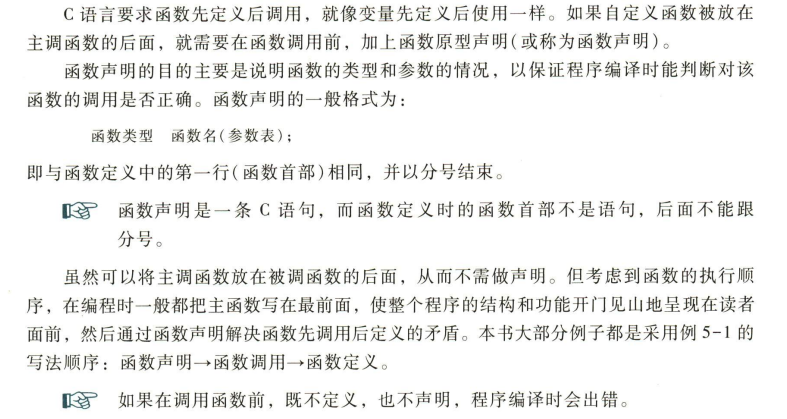 C 语言要求函数先定义后调用，就像变量先定义后使用一样。如果自定义函数被放在
主调函数的后面，就需要在函数调用前，加上函数原型声明(或称为函数声明)。
函数声明的目的主要是说明函数的类型和参数的情况，以保证程序编译时能判断对该
函数的调用是否正确。函数声明的一般格式为：
函数类型 函数名(参数表);
即与函数定义中的第一行(函数首部)相同，并以分号结束。
函数声明是一条 C 语句，而函数定义时的函数首部不是语句，后面不能跟
分号。
虽然可以将主调函数放在被调函数的后面，从而不需做声明。但考虑到函数的执行顺
序，在编程时一般都把主函数写在最前面，使整个程序的结构和功能开门见山地呈现在读者
面前，然后通过函数声明解决函数先调用后定义的矛盾。本书大部分例子都是采用例 5-1 的
写法顺序：函数声明→函数调用→函数定义。
如果在调用函数前，既不定义，也不声明，程序编译时会出错。